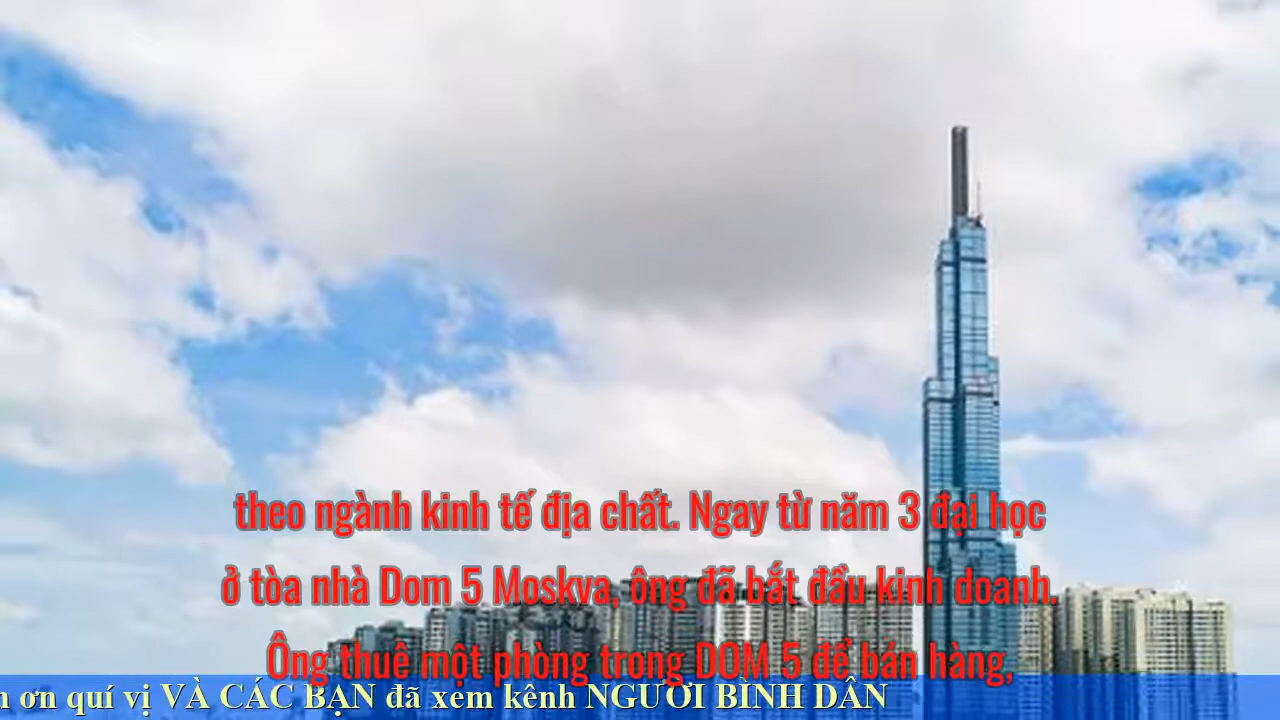 theo ngành kinh tế địa chất. Ngay từ năm 3 đại học
ở tòa nhà Dom 5 Moskva, ông đã bắt đầu kinh doanh.
Ông thuê một phòng trong DOM 5 để bán hàng,
ơn quí vị VÀ CÁC BẠN đã xem kênh NGƯỜI BÌNH DÂN